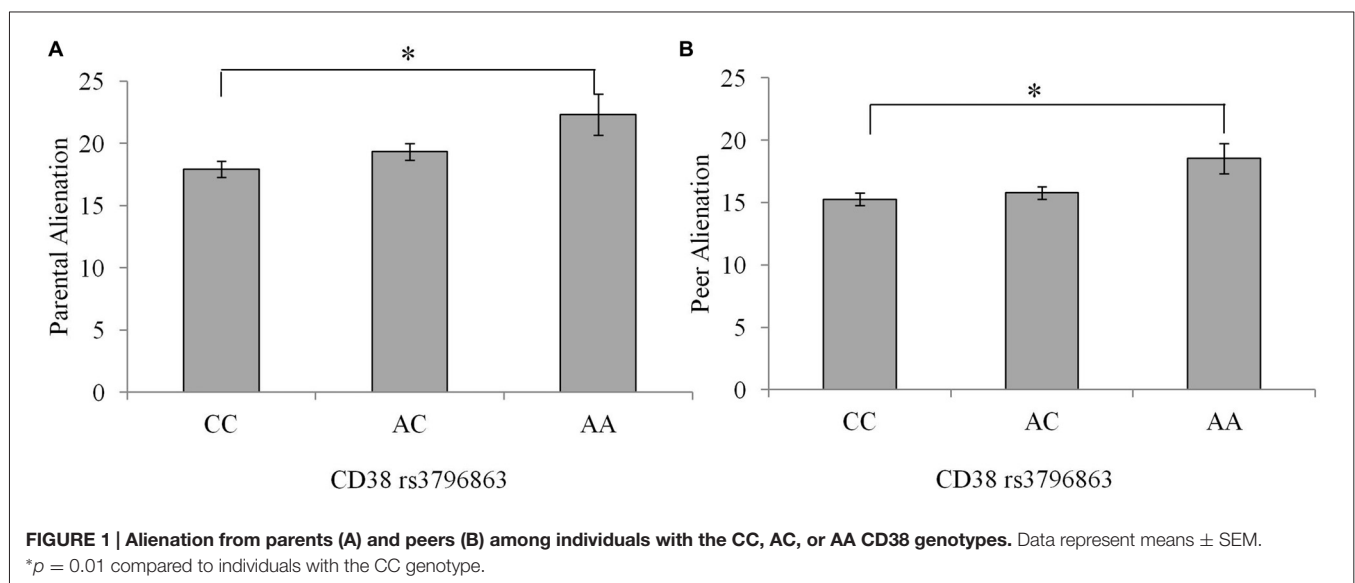 A
*
25
20
15
10
5
0
Parental Alienation
CC AC AA
CD38 rs3796863
B
*
25
20
15
10
5
0
Peer Alienation
CC AC AA
CD38 rs3796863
FIGURE 1 | Alienation from parents (A) and peers (B) among individuals with the CC, AC, or AA CD38 genotypes. Data represent means ± SEM.
*p = 0.01 compared to individuals with the CC genotype.